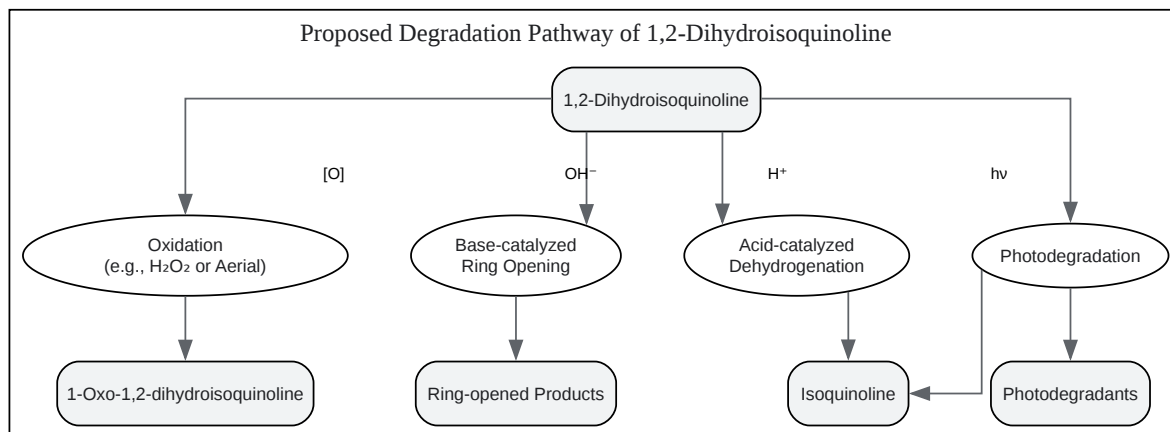 Proposed Degradation Pathway of 1,2-Dihydroisoquinoline
1,2-Dihydroisoquinoline
[O]
OH⁻
H⁺
hν
Oxidation
(e.g., H₂O₂ or Aerial)
Base-catalyzed
Ring Opening
Acid-catalyzed
Dehydrogenation
Photodegradation
1-Oxo-1,2-dihydroisoquinoline
Ring-opened Products
Isoquinoline
Photodegradants